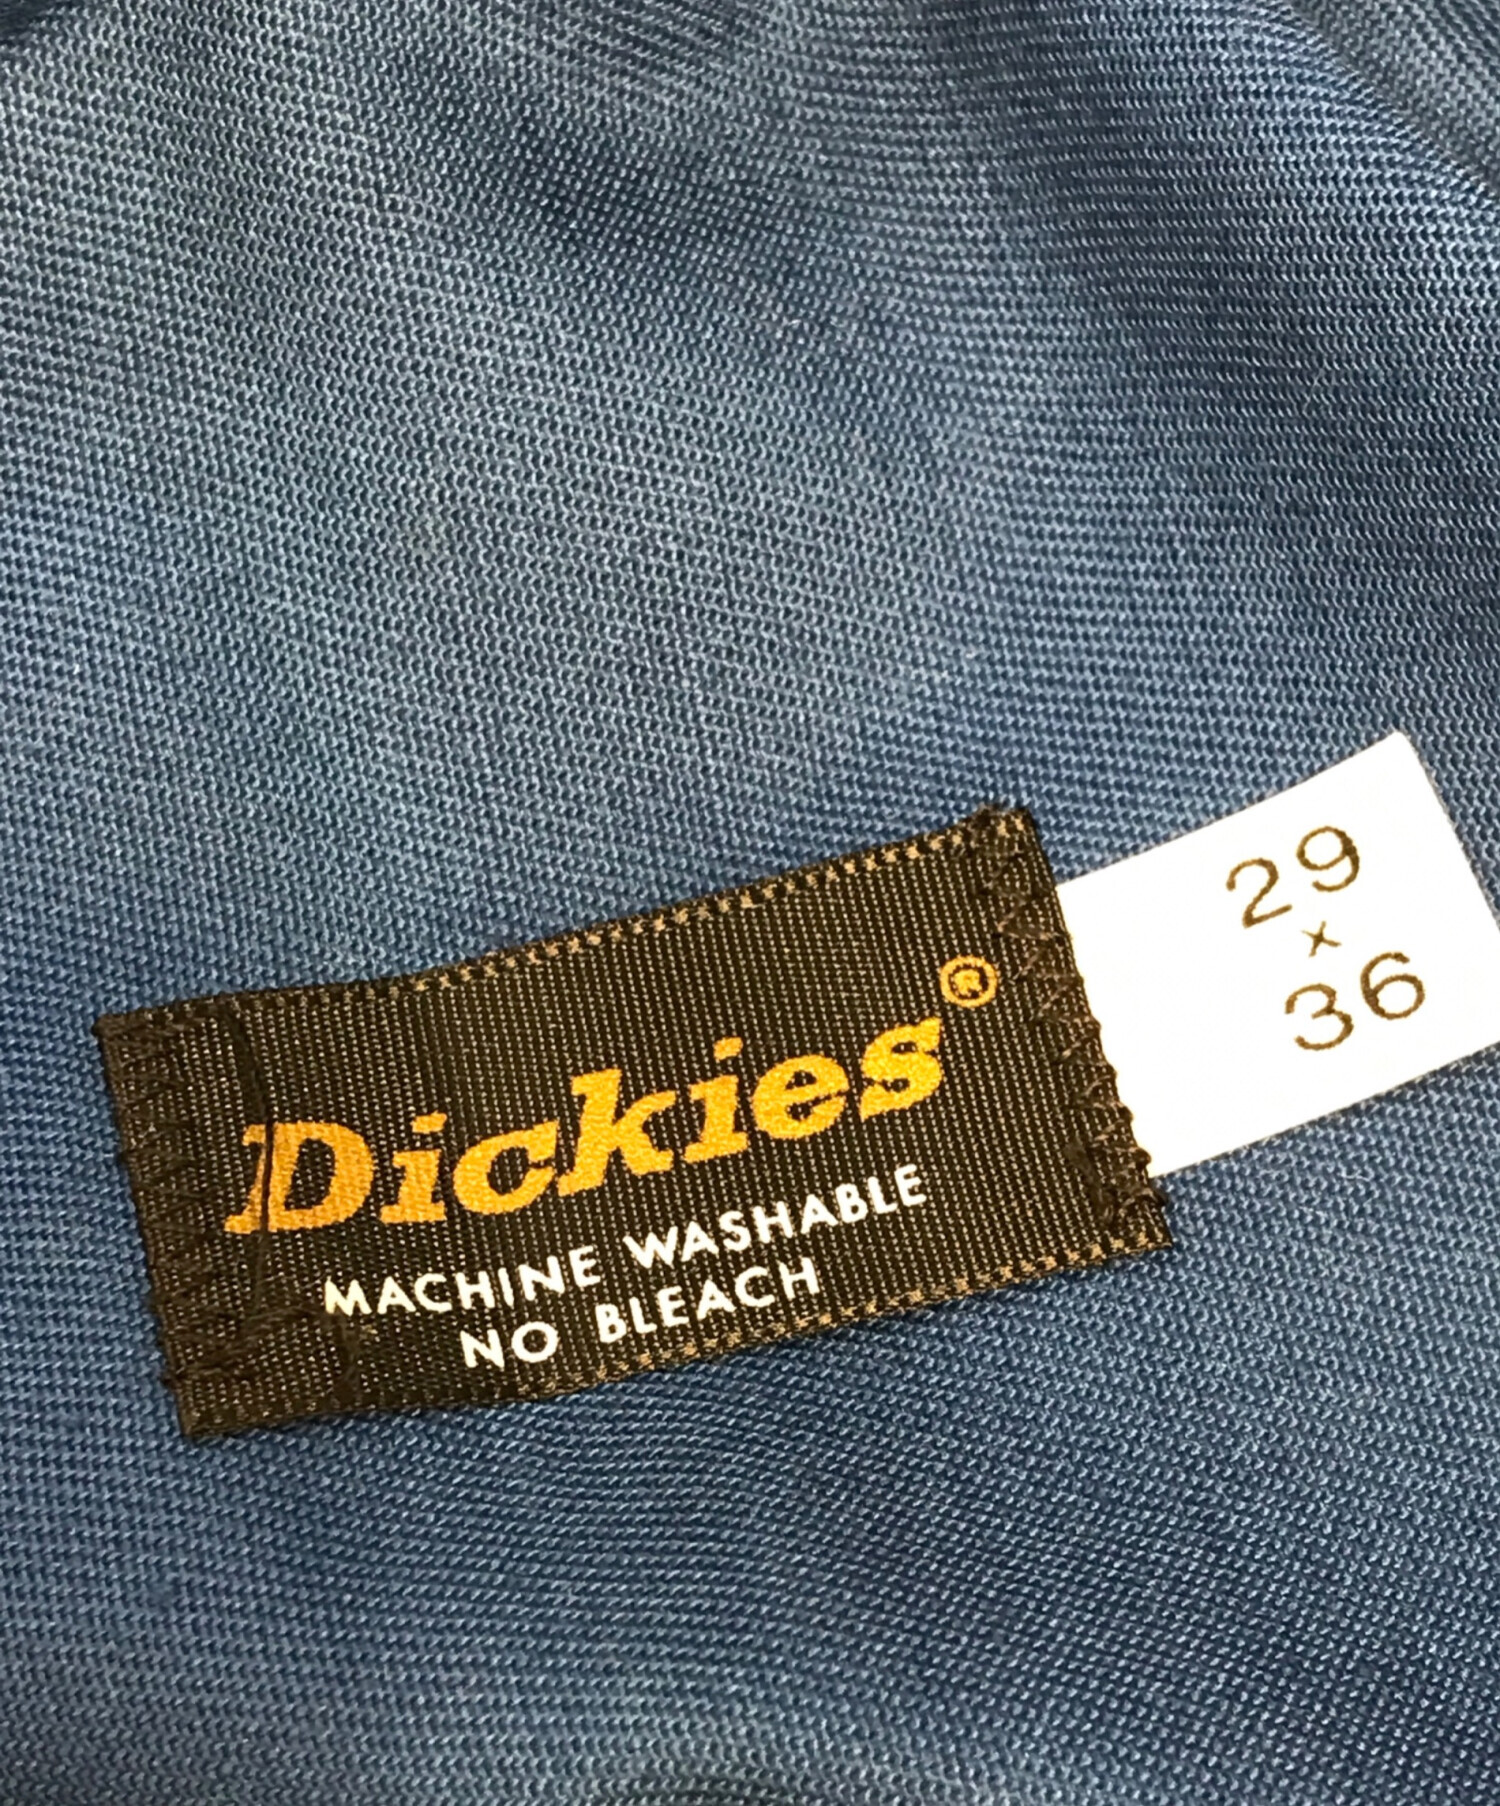 Dickies®
MACHINE WASHABLE
NO BLEACH
29
×
36